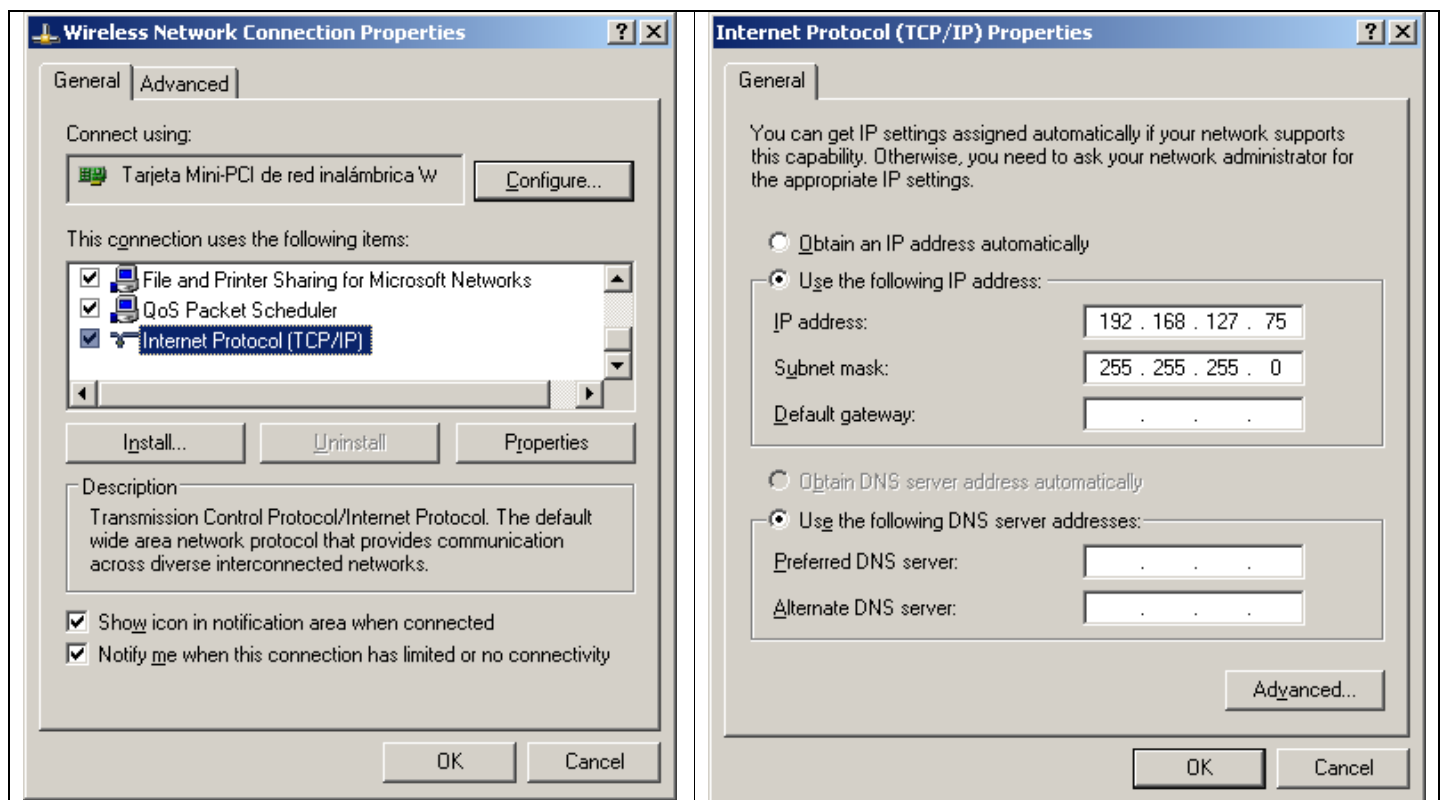 Wireless Network Connection Properties
General
Advanced
Connect using:
Tarjeta Mini-PCI de red inalámbrica W
Configure...
This connection uses the following items:
File and Printer Sharing for Microsoft Networks
QoS Packet Scheduler
Internet Protocol (TCP/IP)
Install...
Uninstall
Properties
Description
Transmission Control Protocol/Internet Protocol. The default
wide area network protocol that provides communication
across diverse interconnected networks.
Show icon in notification area when connected
Notify me when this connection has limited or no connectivity
OK
Cancel
Internet Protocol (TCP/IP) Properties
General
You can get IP settings assigned automatically if your network supports
this capability. Otherwise, you need to ask your network administrator for
the appropriate IP settings.
Obtain an IP address automatically
Use the following IP address:
IP address:
192 . 168 . 127 . 75
Subnet mask:
255 . 255 . 255 . 0
Default gateway:
. . .
Obtain DNS server address automatically
Use the following DNS server addresses:
Preferred DNS server:
. . .
Alternate DNS server:
. . .
Advanced...
OK
Cancel